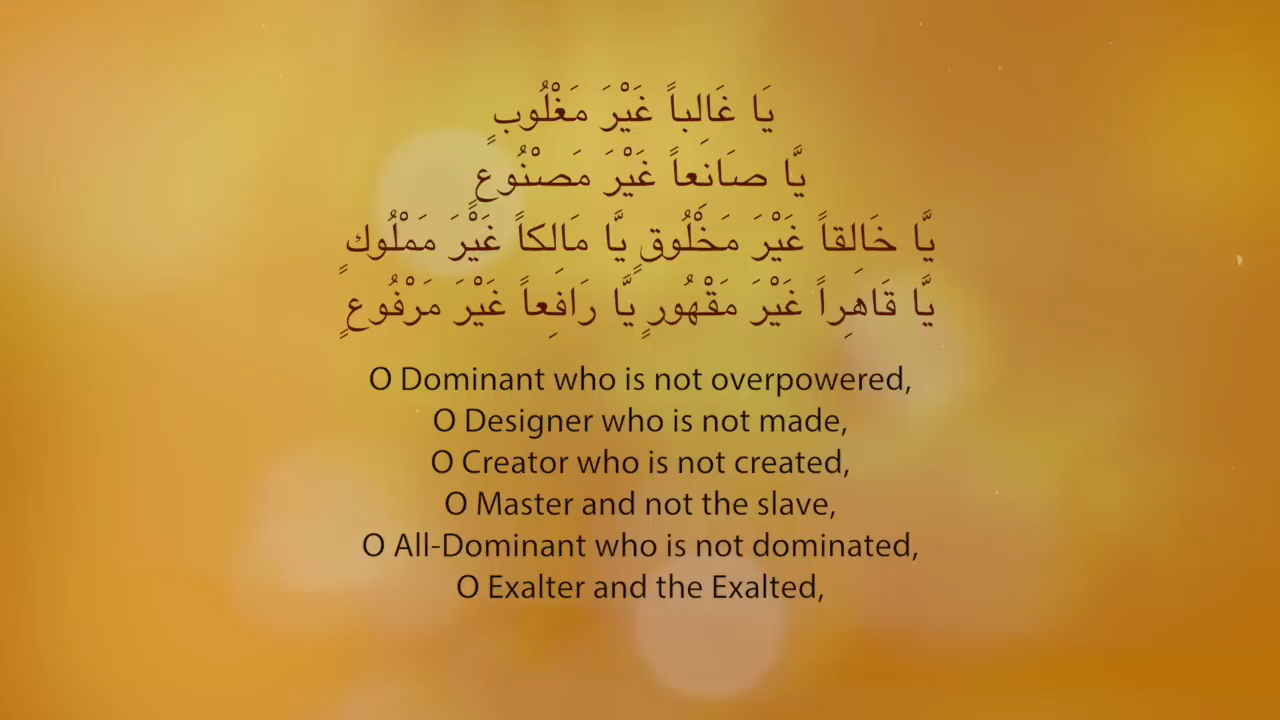 يَا غَالِباً غَيْرَ مَغْلُوبٍ
يَّا صَانِعاً غَيْرَ مَصْنُوعٍ
يَّا خَالِقاً غَيْرَ مَخْلُوقٍ يَّا مَالِكاً غَيْرَ مَمْلُوكٍ
يَّا قَاهِراً غَيْرَ مَقْهُورٍ يَّا رَافِعاً غَيْرَ مَرْفُوعٍ
O Dominant who is not overpowered,
O Designer who is not made,
O Creator who is not created,
O Master and not the slave,
O All-Dominant who is not dominated,
O Exalter and the Exalted,